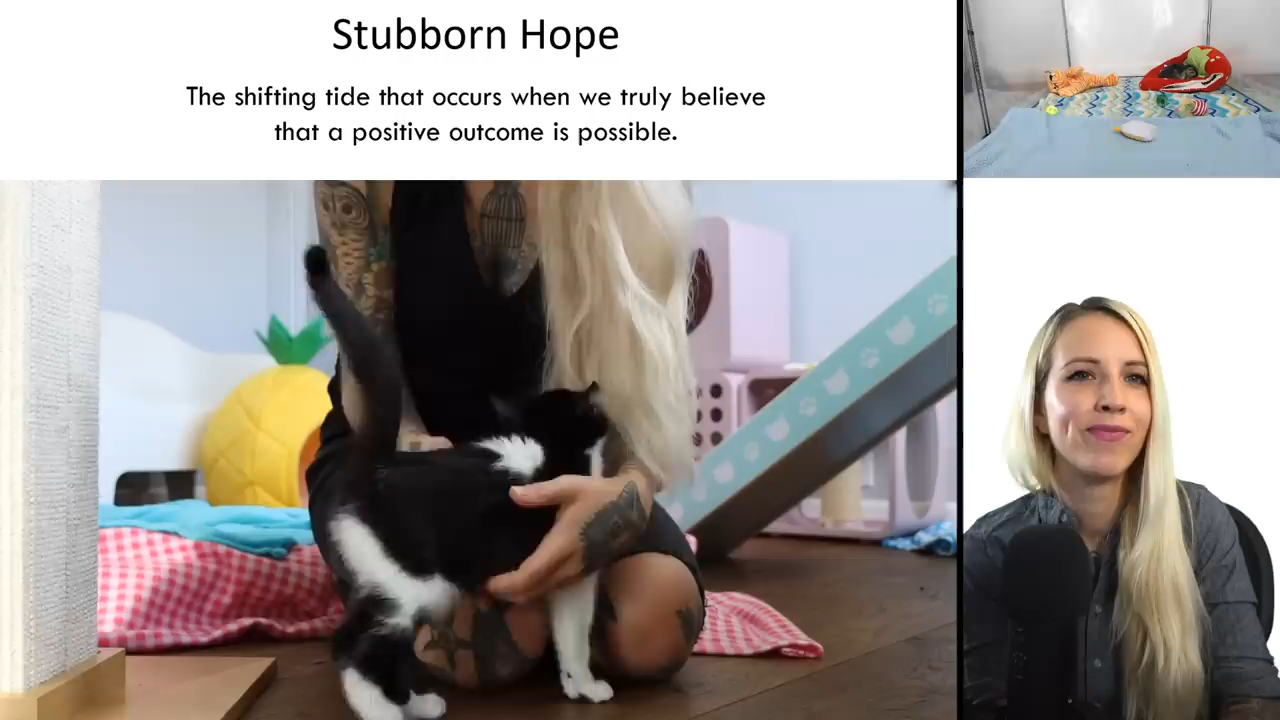 Stubborn Hope
The shifting tide that occurs when we truly believe
that a positive outcome is possible.